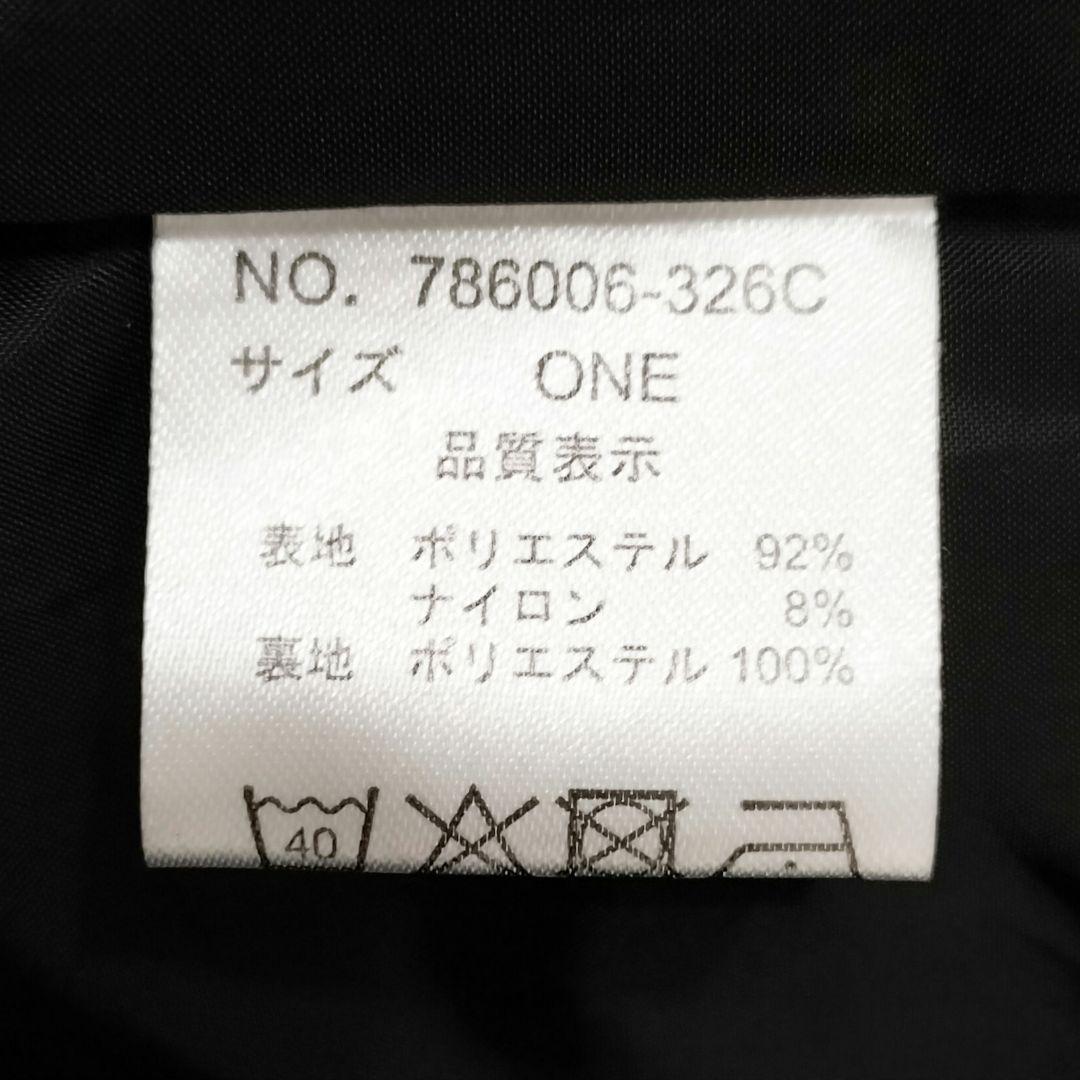 NO. 786006-326C
サイズ ONE
品質表示
表地 ポリエステル 92%
ナイロン 8%
裏地 ポリエステル 100%
40